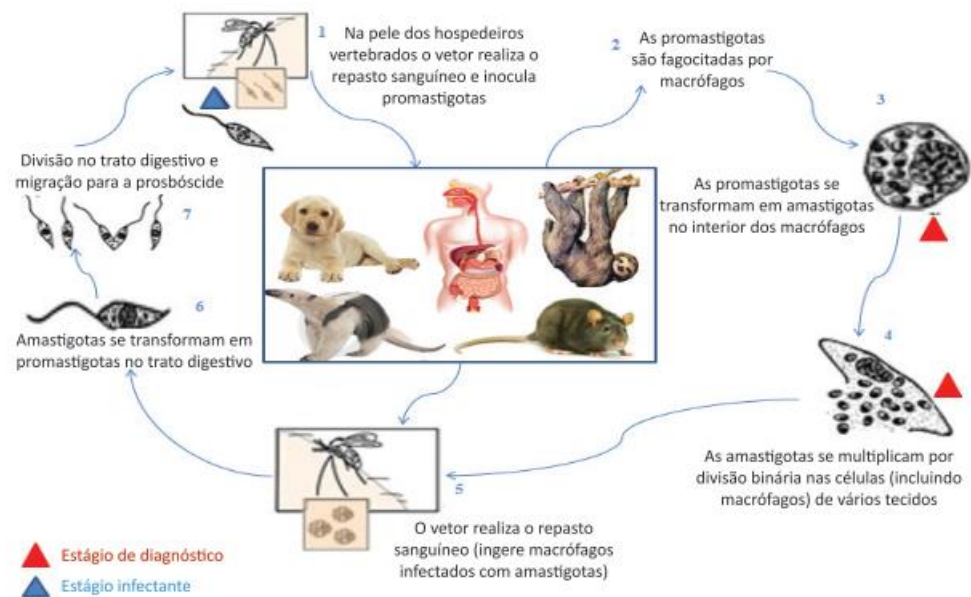 1
Na pele dos hospedeiros
vertebrados o vetor realiza o
repasto sanguíneo e inocula
promastigotas
2
As promastigotas
são fagocitadas por
macrófagos
3
As promastigotas se
transformam em amastigotas
no interior dos macrófagos
4
As amastigotas se multiplicam por
divisão binária nas células (incluindo
macrófagos) de vários tecidos
5
O vetor realiza o repasto
sanguíneo (ingere macrófagos
infectados com amastigotas)
6
Amastigotas se transformam em
promastigotas no trato digestivo
7
Divisão no trato digestivo e
migração para a prosbóscide
Estágio de diagnóstico
Estágio infectante